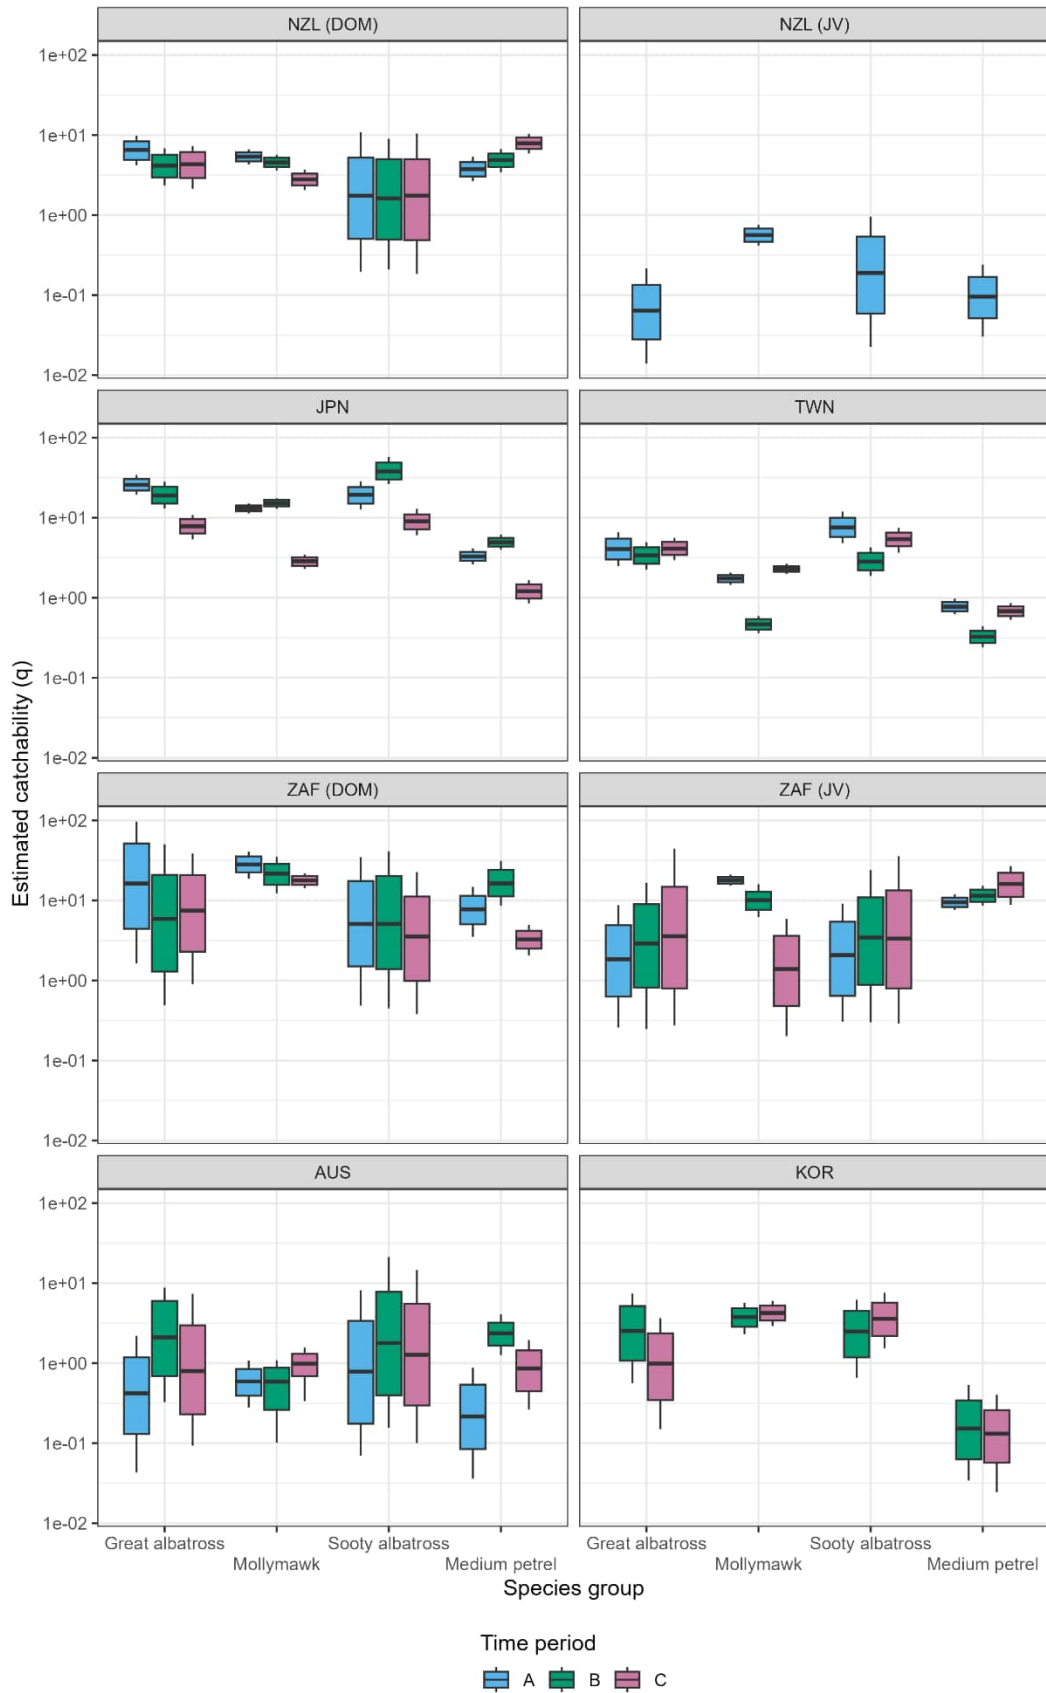 NZL (DOM)
NZL (JV)
1e+02
1e+01
1e+00
1e-01
1e-02
JPN
TWN
1e+02
1e+01
1e+00
1e-01
1e-02
ZAF (DOM)
ZAF (JV)
1e+02
1e+01
1e+00
1e-01
1e-02
AUS
KOR
1e+02
1e+01
1e+00
1e-01
1e-02
Estimated catchability (q)
Great albatross
Mollymawk
Sooty albatross
Medium petrel
Great albatross
Mollymawk
Sooty albatross
Medium petrel
Species group
Time period
A B C